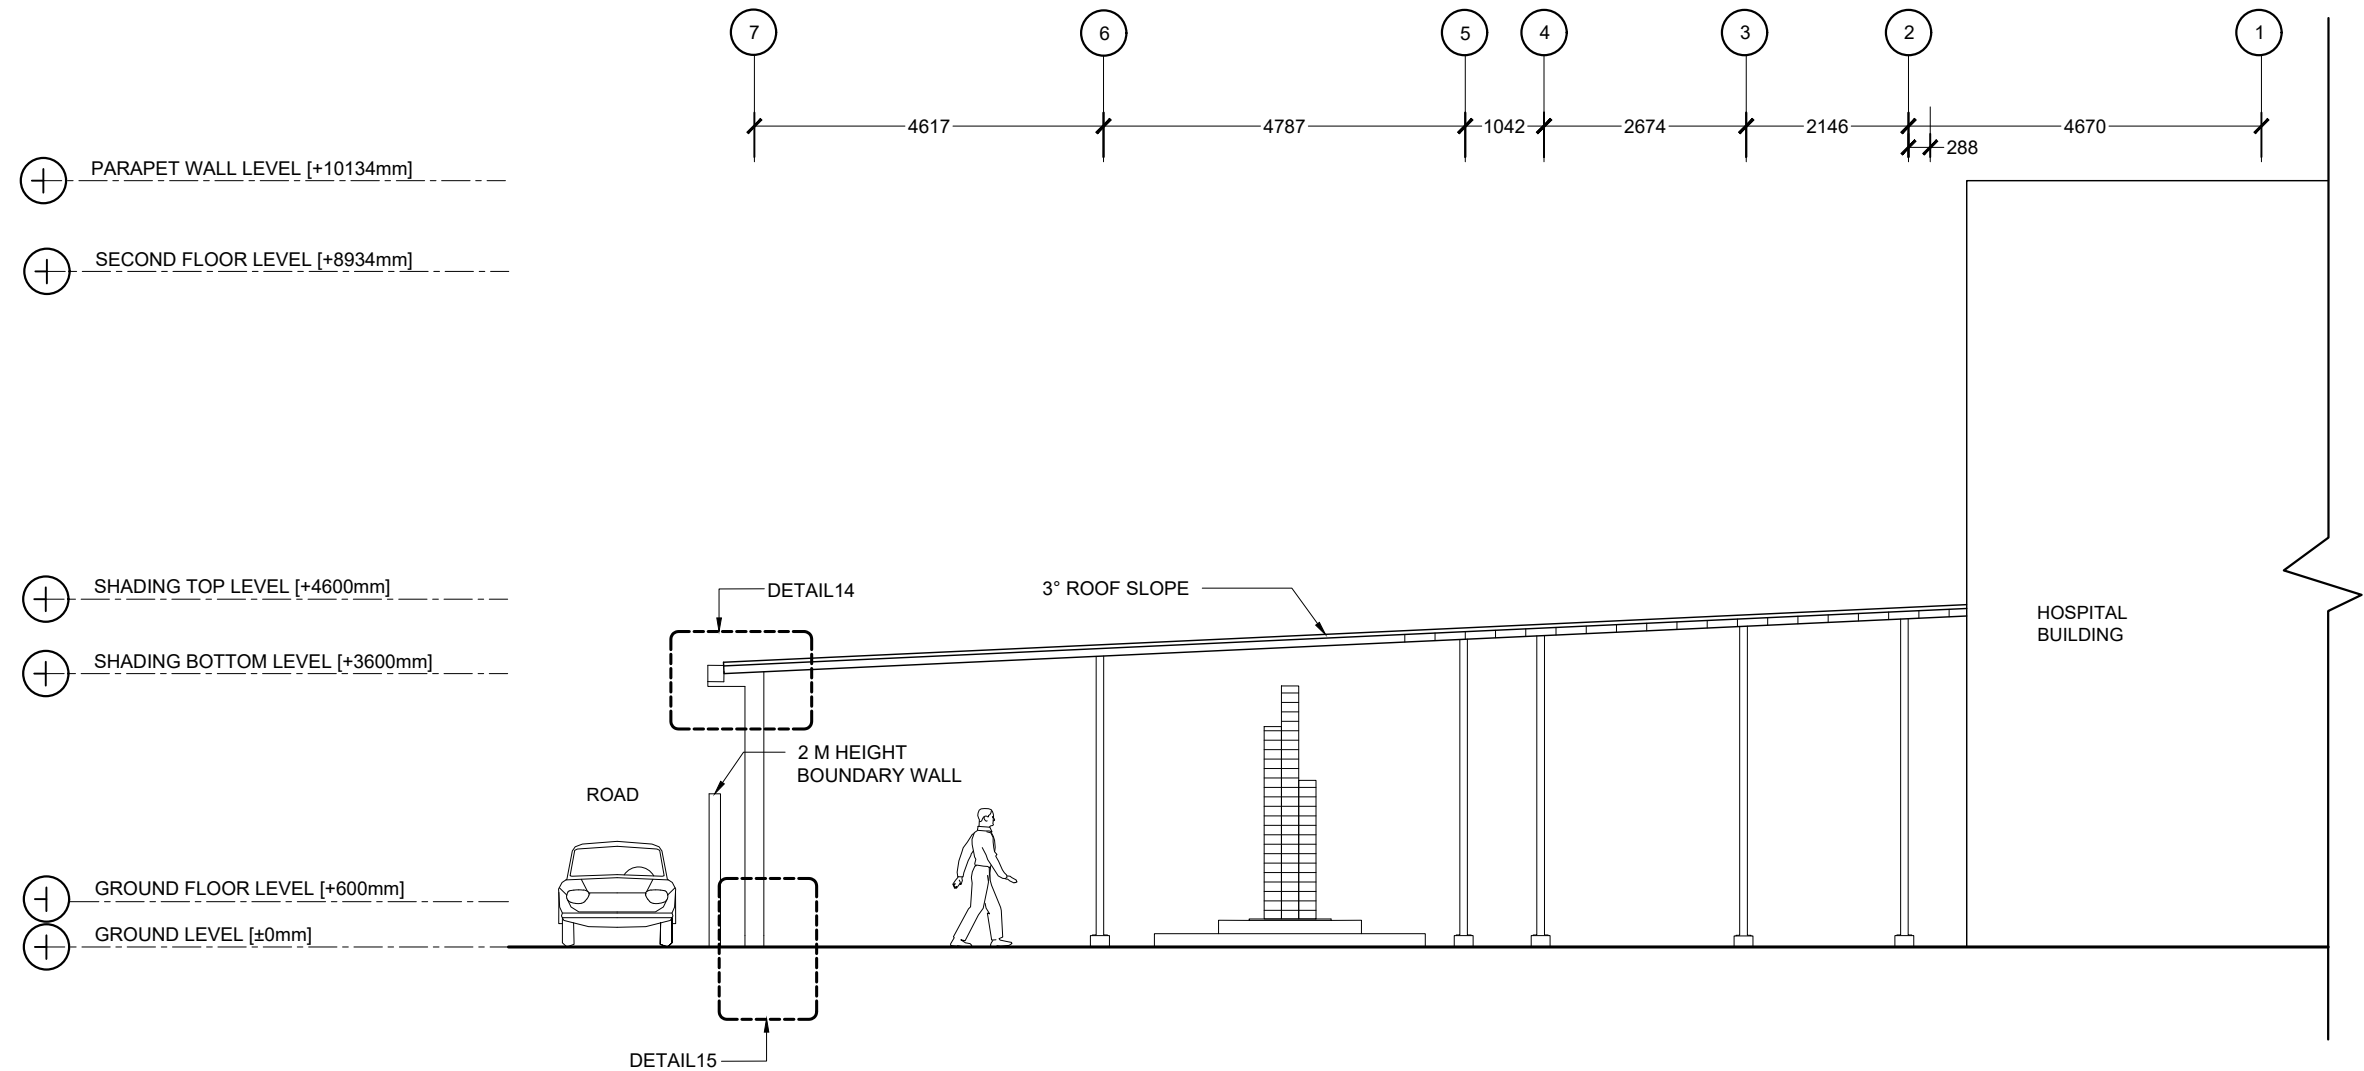 7 6 5 4 3 2 1
4617 4787 1042 2674 2146 4670
288
PARAPET WALL LEVEL [+10134mm]
SECOND FLOOR LEVEL [+8934mm]
SHADING TOP LEVEL [+4600mm]
DETAIL14
3° ROOF SLOPE
HOSPITAL
BUILDING
SHADING BOTTOM LEVEL [+3600mm]
2 M HEIGHT
BOUNDARY WALL
ROAD
GROUND FLOOR LEVEL [+600mm]
GROUND LEVEL [±0mm]
DETAIL15